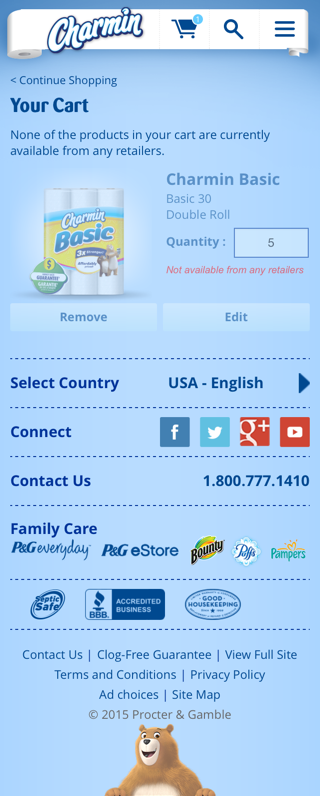 Charmin
1
< Continue Shopping
Your Cart
None of the products in your cart are currently
available from any retailers.
Charmin Basic
Basic 30
Double Roll
Quantity : 5
Not available from any retailers
Charmin
Basic
Remove Edit
Select Country USA - English
Connect
f g+
Contact Us 1.800.777.1410
Family Care
P&G everyday P&G eStore Bounty Puffs Pampers
Septic Safe
BBB. ACCREDITED BUSINESS
GOOD HOUSEKEEPING
Contact Us | Clog-Free Guarantee | View Full Site
Terms and Conditions | Privacy Policy
Ad choices | Site Map
© 2015 Procter & Gamble